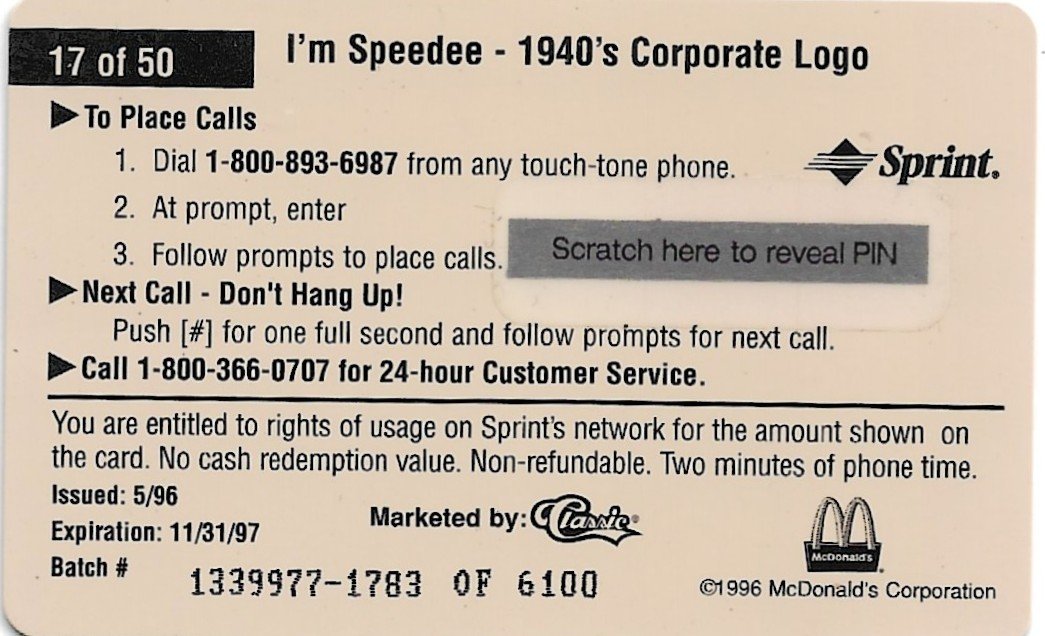 17 of 50
I'm Speedee - 1940's Corporate Logo
▶To Place Calls
1. Dial 1-800-893-6987 from any touch-tone phone.
Sprint®
2. At prompt, enter
Scratch here to reveal PIN
3. Follow prompts to place calls.
▶Next Call - Don't Hang Up!
Push [#] for one full second and follow prompts for next call.
▶Call 1-800-366-0707 for 24-hour Customer Service.
You are entitled to rights of usage on Sprint's network for the amount shown on
the card. No cash redemption value. Non-refundable. Two minutes of phone time.
Issued: 5/96
Expiration: 11/31/97
Marketed by: Classic®
McDonald's®
Batch # 1339977-1783 OF 6100
©1996 McDonald's Corporation